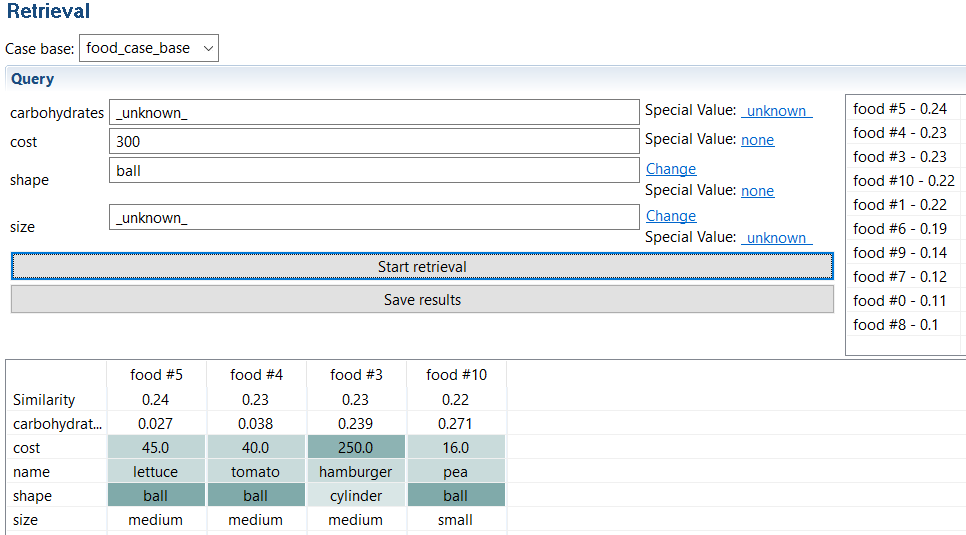 Retrieval
Case base: food_case_base
Query
carbohydrates _unknown_ Special Value: _unknown_
cost 300 Special Value: none
shape ball Change
Special Value: none
size _unknown_ Change
Special Value: _unknown_
Start retrieval
Save results
food #5 - 0.24
food #4 - 0.23
food #3 - 0.23
food #10 - 0.22
food #1 - 0.22
food #6 - 0.19
food #9 - 0.14
food #7 - 0.12
food #0 - 0.11
food #8 - 0.1
food #5 food #4 food #3 food #10
Similarity 0.24 0.23 0.23 0.22
carbohydrat... 0.027 0.038 0.239 0.271
cost 45.0 40.0 250.0 16.0
name lettuce tomato hamburger pea
shape ball ball cylinder ball
size medium medium medium small